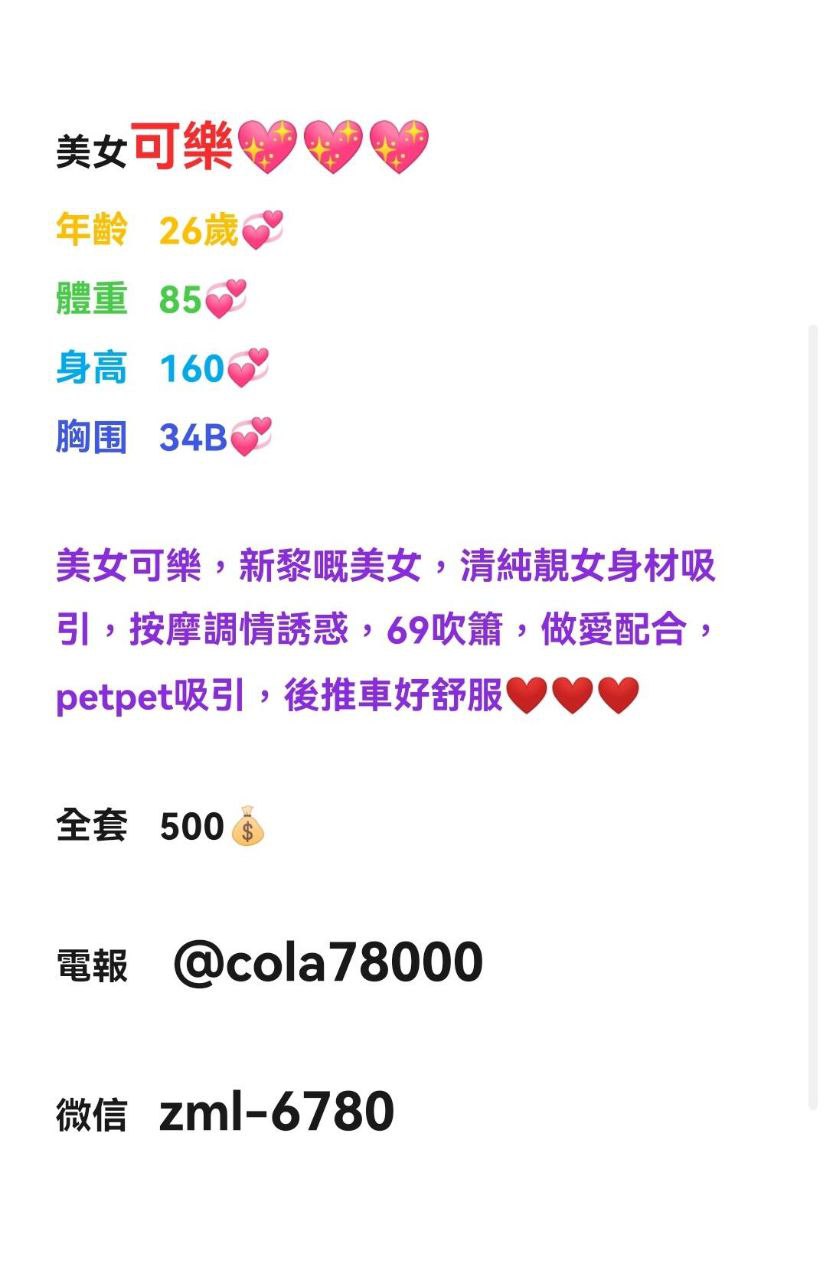 美女可樂💖💖💖
年齡 26歲💞
體重 85💞
身高 160💞
胸围 34B💞
美女可樂，新黎嘅美女，清純靚女身材吸
引，按摩調情誘惑，69吹簫，做愛配合，
petpet吸引，後推車好舒服❤️❤️❤️
全套 500💰
電報 @cola78000
微信 zml-6780